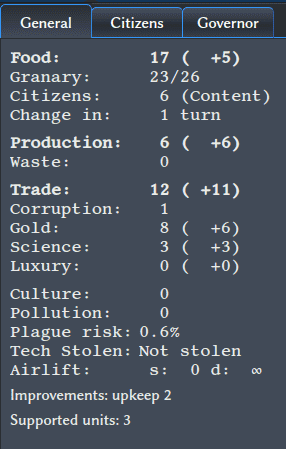 General Citizens Governor
Food: 17 ( +5)
Granary: 23/26
Citizens: 6 (Content)
Change in: 1 turn
Production: 6 ( +6)
Waste: 0
Trade: 12 ( +11)
Corruption: 1
Gold: 8 ( +6)
Science: 3 ( +3)
Luxury: 0 ( +0)
Culture: 0
Pollution: 0
Plague risk: 0.6%
Tech Stolen: Not stolen
Airlift: s: 0 d: ∞
Improvements: upkeep 2
Supported units: 3